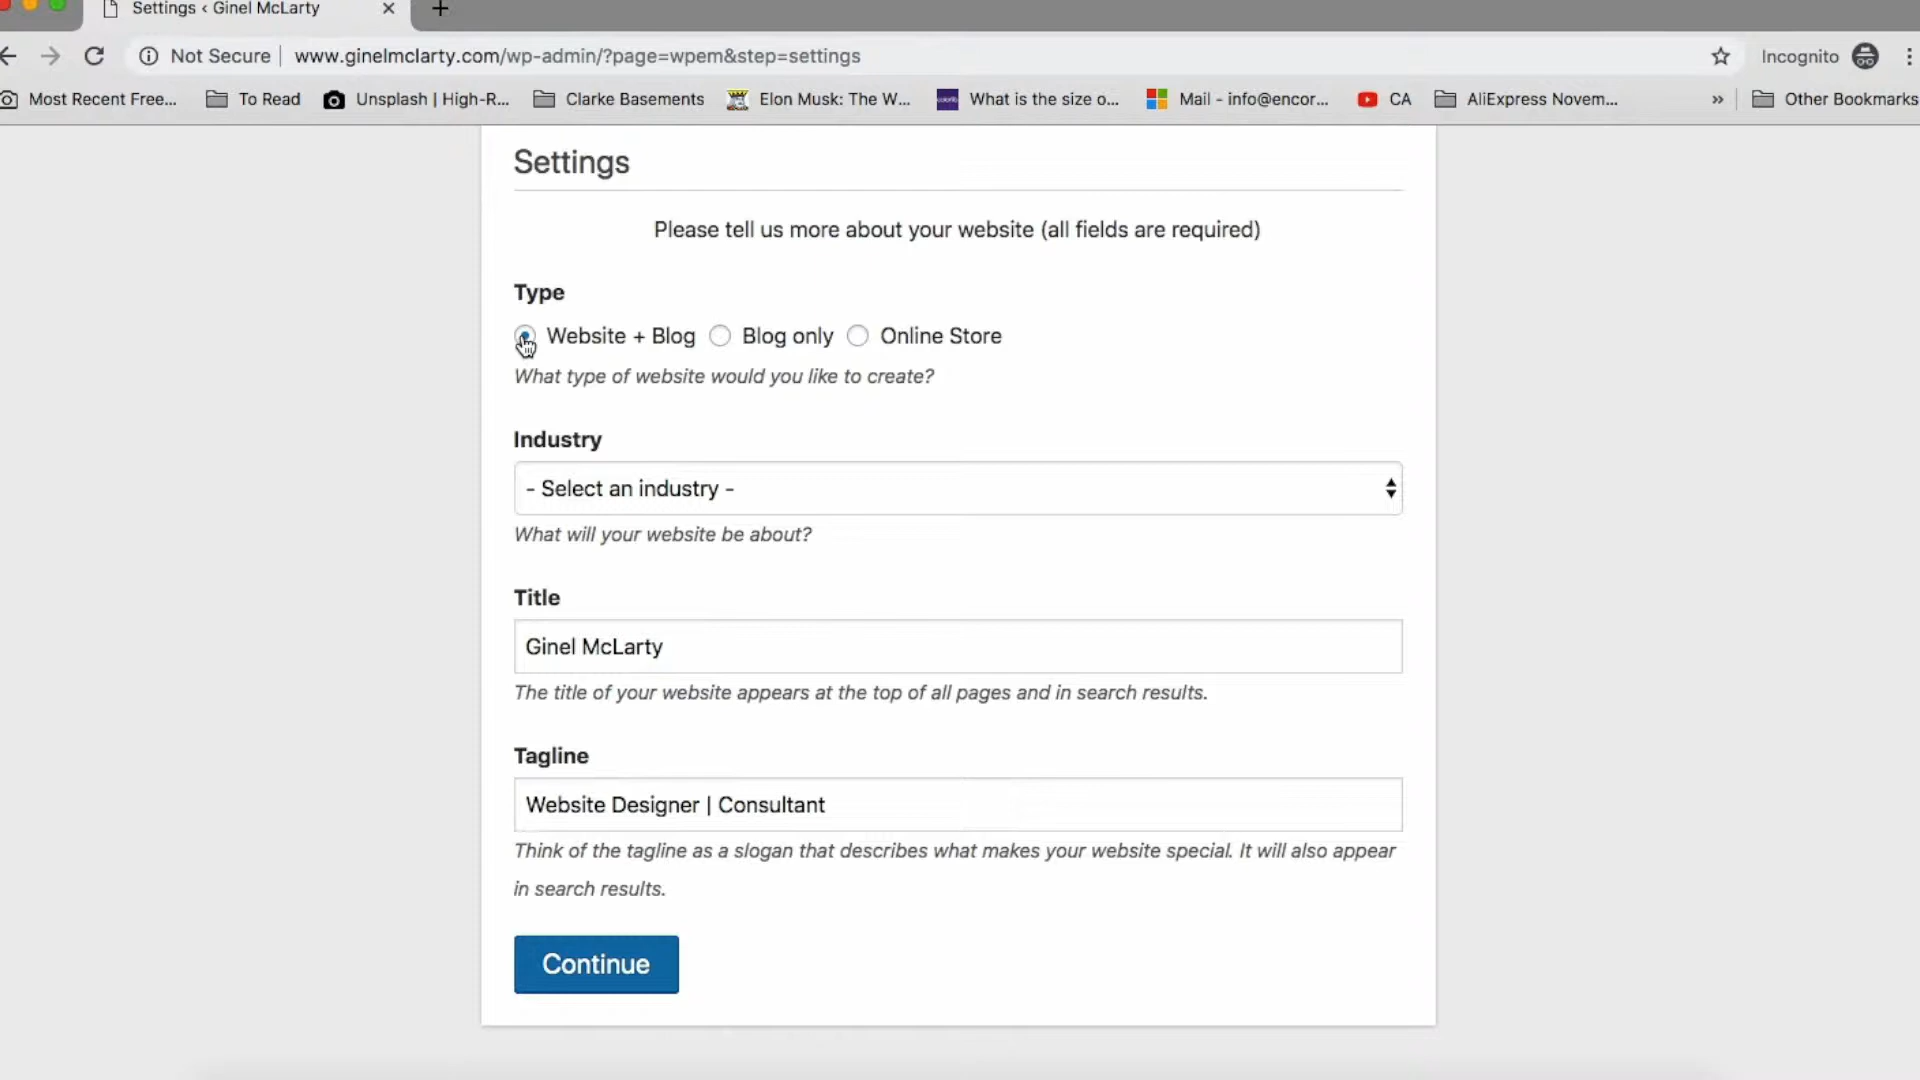 Settings ‹ Ginel McLarty
Not Secure | www.ginelmclarty.com/wp-admin/?page=wpem&step=settings
Incognito
Most Recent Free...
To Read
Unsplash | High-R...
Clarke Basements
Elon Musk: The W...
What is the size o...
Mail - info@encor...
CA
AliExpress Novem...
»
Other Bookmarks
Settings
Please tell us more about your website (all fields are required)
Type
Website + Blog Blog only Online Store
What type of website would you like to create?
Industry
- Select an industry -
What will your website be about?
Title
Ginel McLarty
The title of your website appears at the top of all pages and in search results.
Tagline
Website Designer | Consultant
Think of the tagline as a slogan that describes what makes your website special. It will also appear
in search results.
Continue